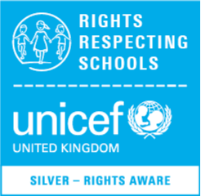 RIGHTS
RESPECTING
SCHOOLS
unicef
UNITED KINGDOM
SILVER – RIGHTS AWARE